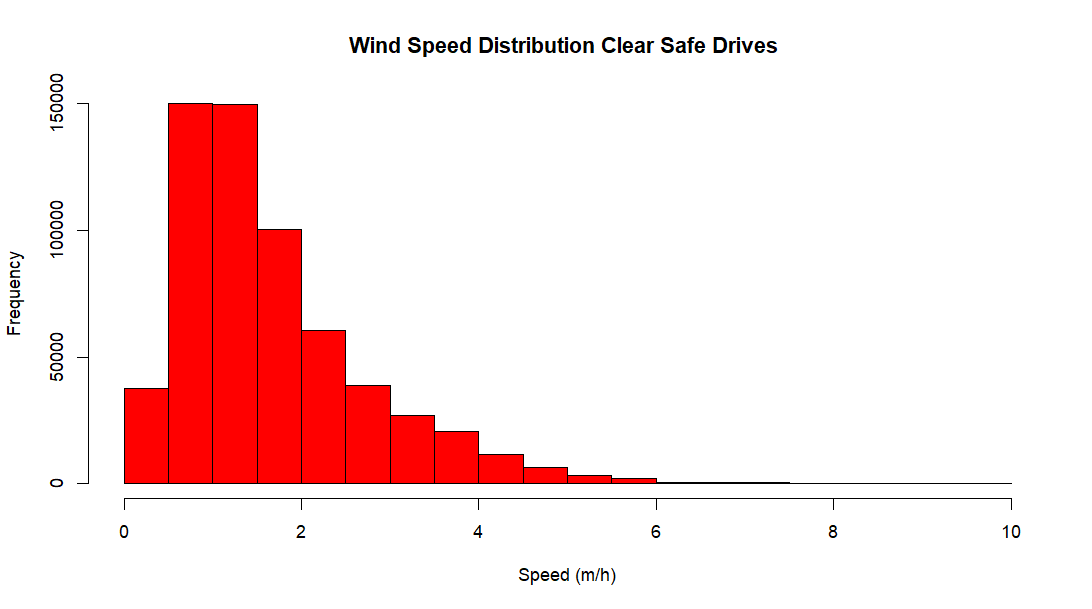 Wind Speed Distribution Clear Safe Drives
Frequency
150000
100000
50000
0
0 2 4 6 8 10
Speed (m/h)